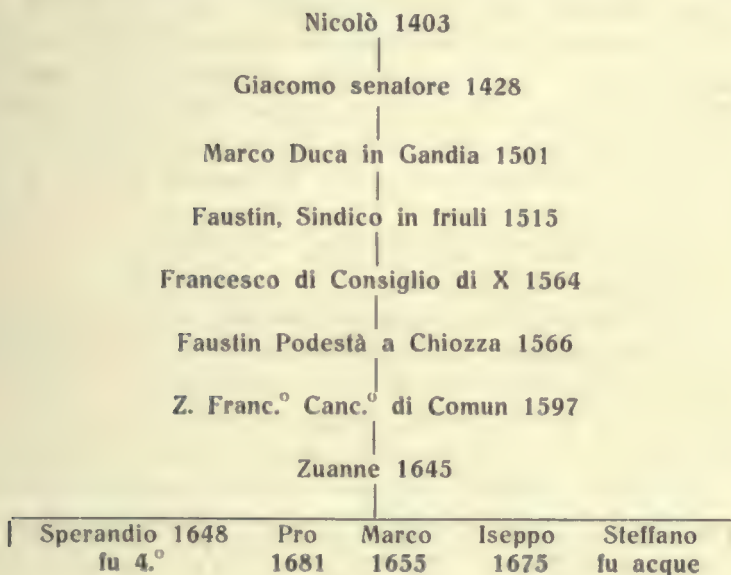 Nicolò 1403
Giacomo senatore 1428
Marco Duca in Gandia 1501
Faustin, Sindico in friuli 1515
Francesco di Consiglio di X 1564
Faustin Podestà a Chiozza 1566
Z. Franc.º Canc.º di Comun 1597
Zuanne 1645
Sperandio 1648 Pro Marco Iseppo Steffano
fu 4.º 1681 1655 1675 fu acque